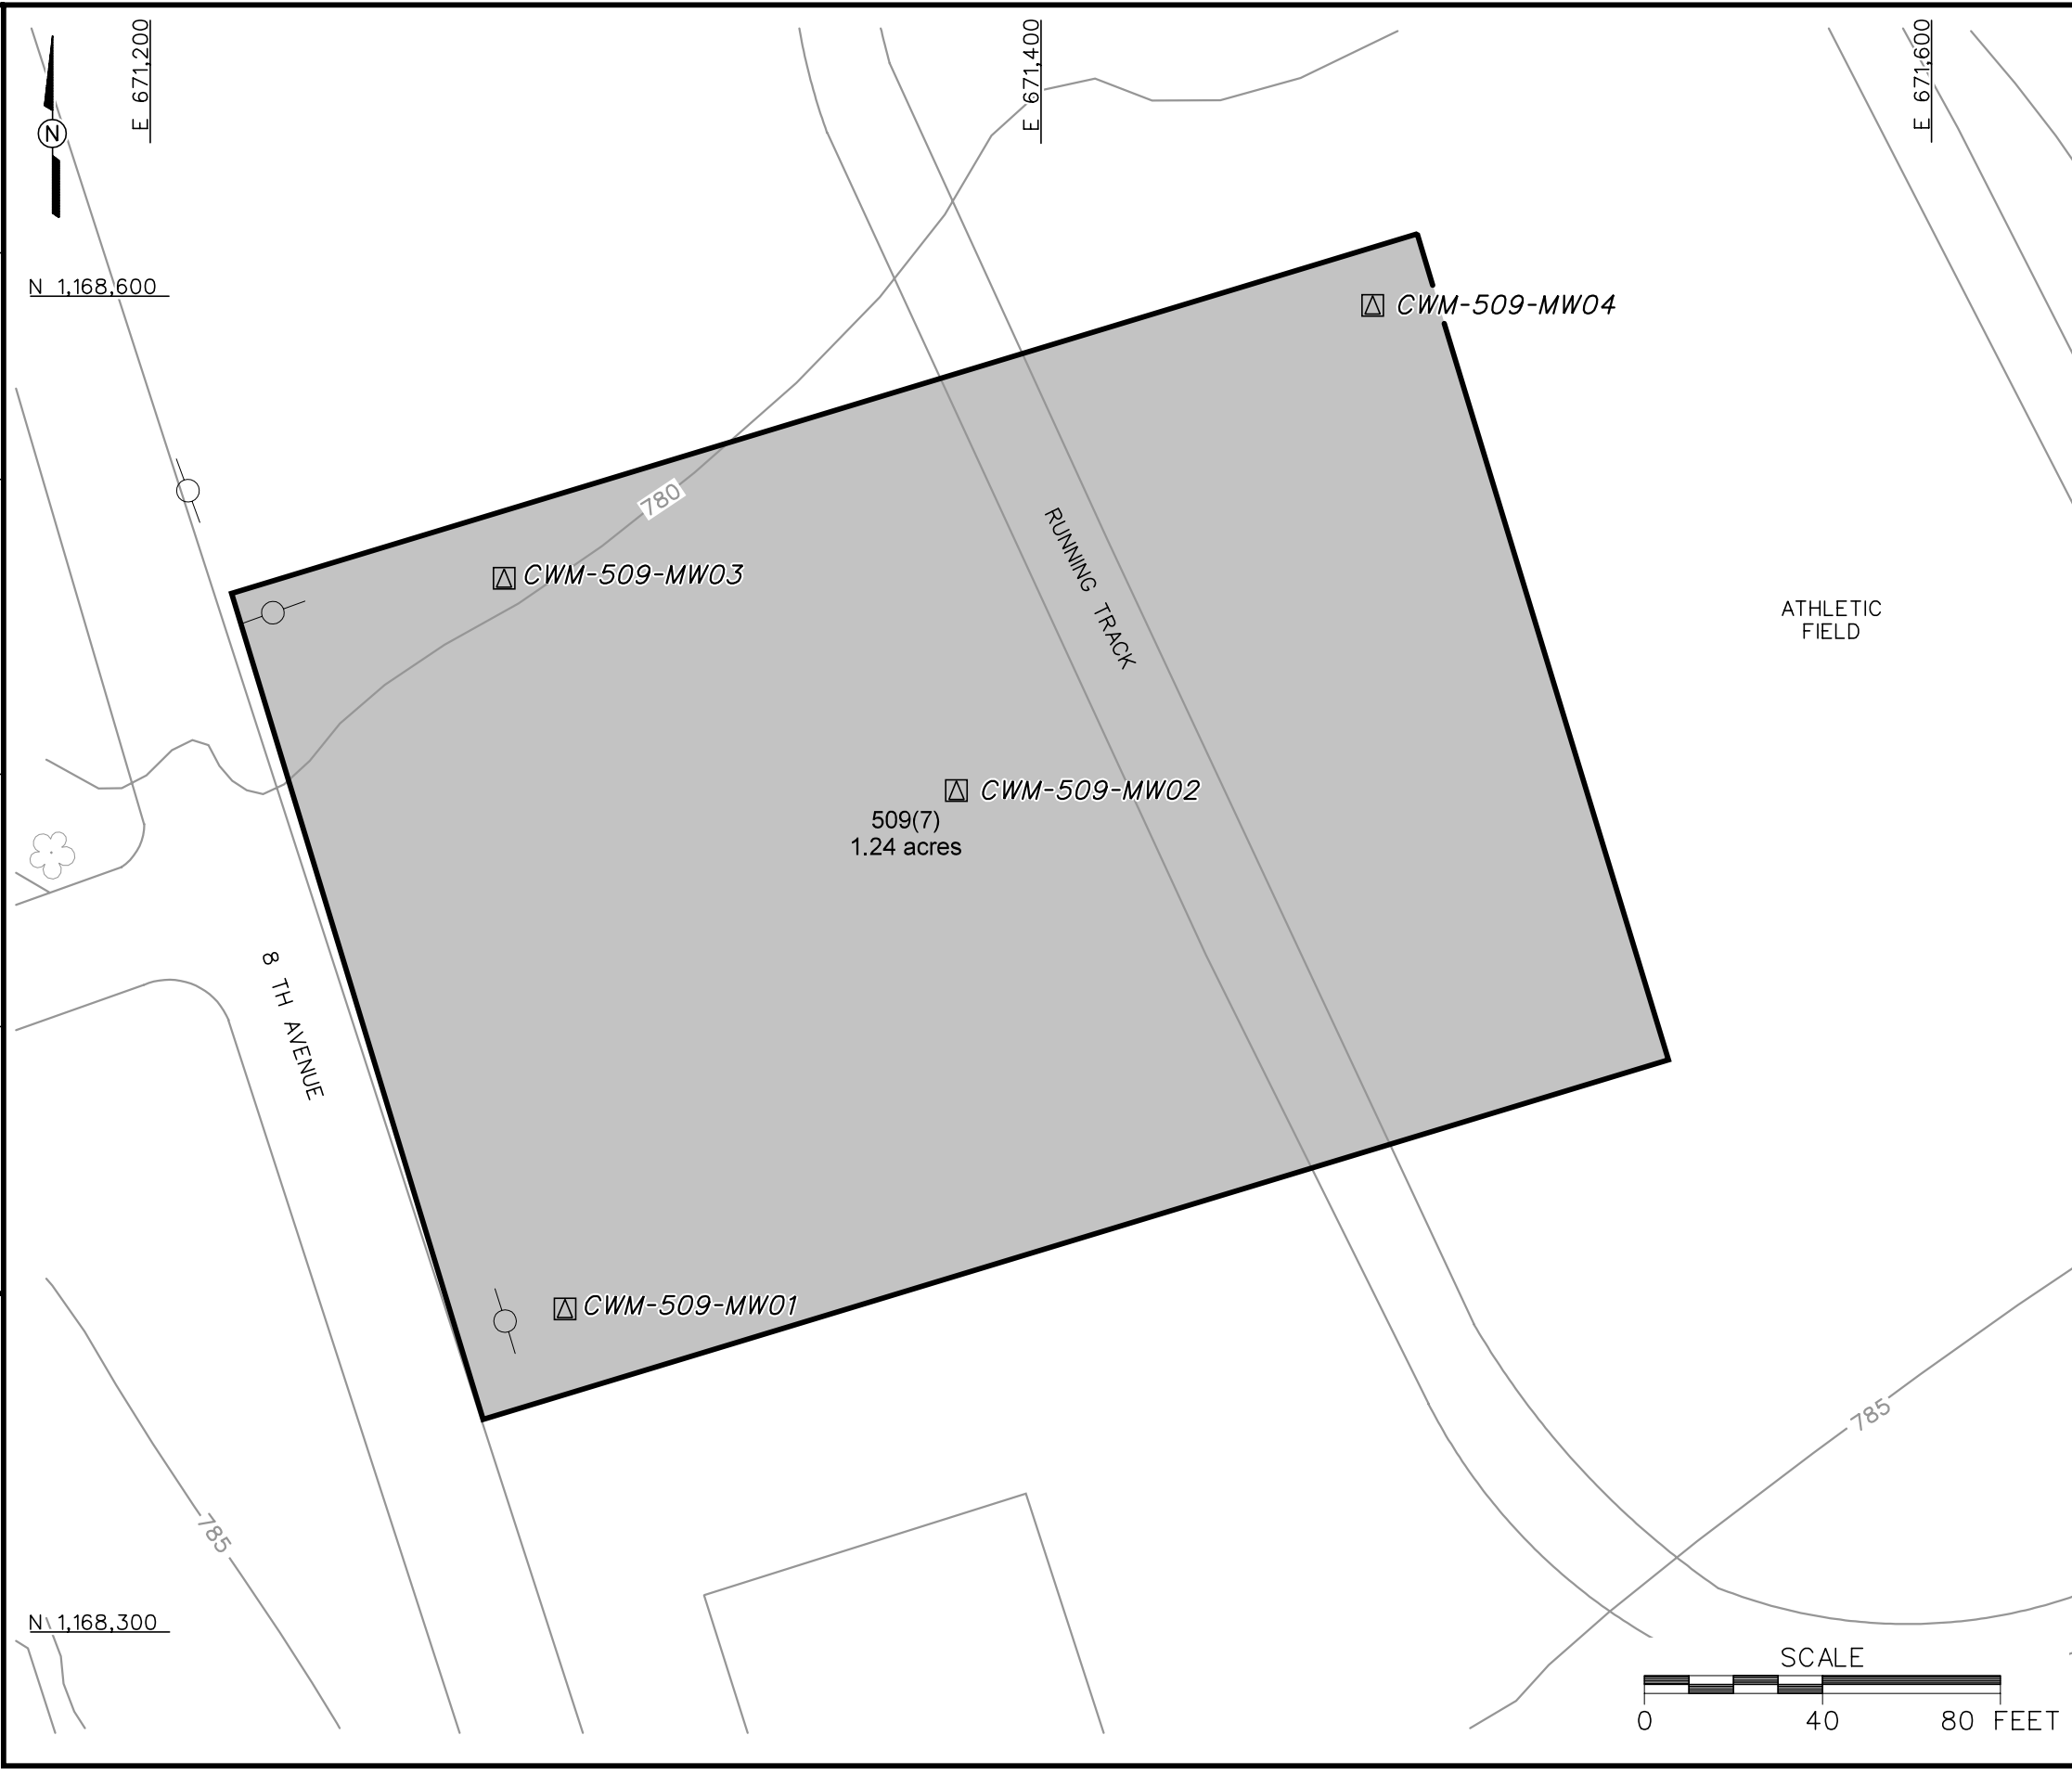 E 671,200
E 671,400
E 671,600
N
N 1,168,600
CWM-509-MW04
780
CWM-509-MW03
RUNNING TRACK
ATHLETIC
FIELD
CWM-509-MW02
509(7)
1.24 acres
8 TH AVENUE
CWM-509-MW01
785
785
N 1,168,300
SCALE
0 40 80 FEET